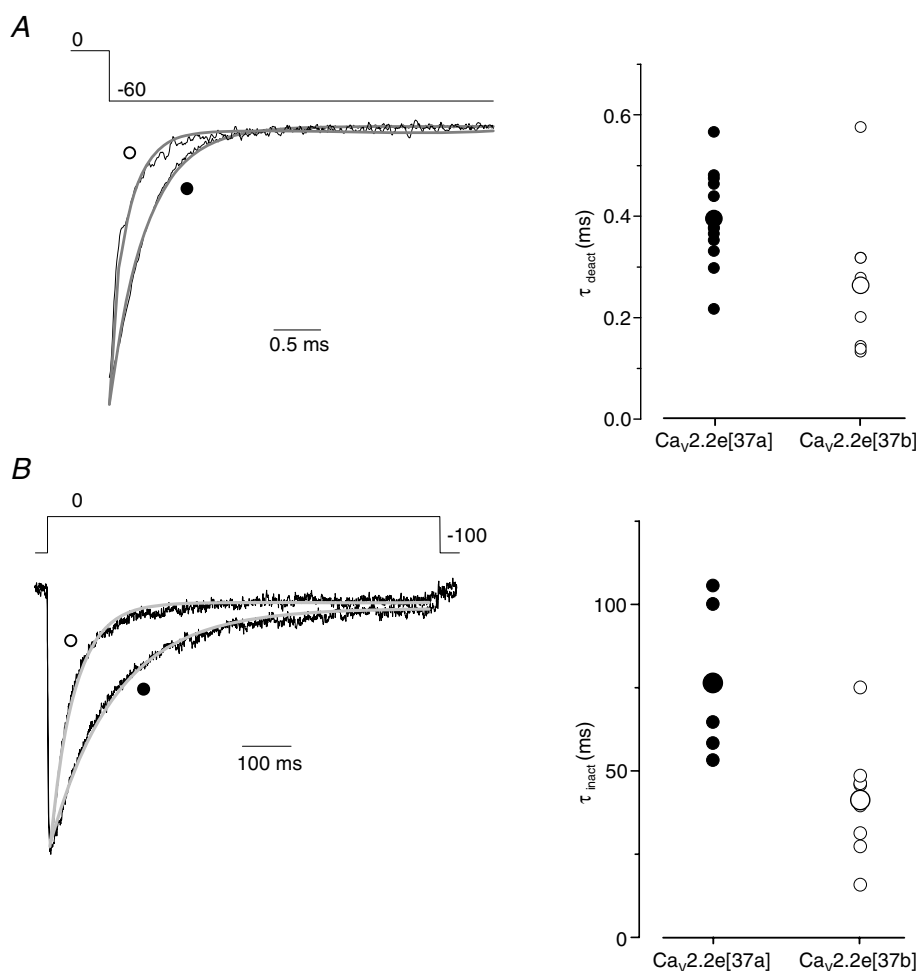 A
0
-60
0.5 ms
0.6
0.4
0.2
0.0
τ deact (ms)
CaV2.2e[37a]
CaV2.2e[37b]
B
0
-100
100 ms
100
50
0
τ inact (ms)
CaV2.2e[37a]
CaV2.2e[37b]